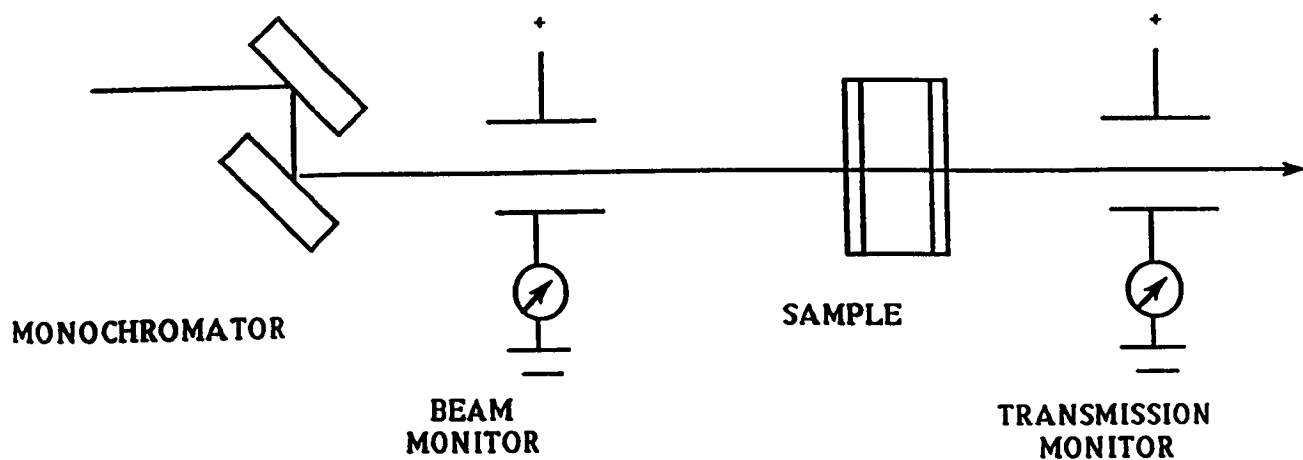 +
+
MONOCHROMATOR
SAMPLE
BEAM
MONITOR
TRANSMISSION
MONITOR